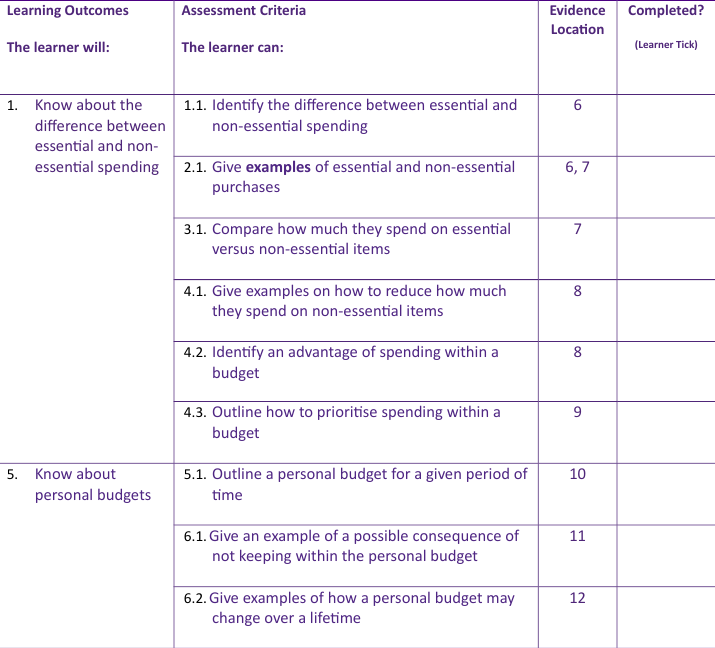 Learning Outcomes
The learner will:
Assessment Criteria
The learner can:
Evidence
Location
Completed?
(Learner Tick)
1. Know about the
difference between
essential and non-
essential spending
1.1. Identify the difference between essential and
non-essential spending
6
2.1. Give examples of essential and non-essential
purchases
6, 7
3.1. Compare how much they spend on essential
versus non-essential items
7
4.1. Give examples on how to reduce how much
they spend on non-essential items
8
4.2. Identify an advantage of spending within a
budget
8
4.3. Outline how to prioritise spending within a
budget
9
5. Know about
personal budgets
5.1. Outline a personal budget for a given period of
time
10
6.1. Give an example of a possible consequence of
not keeping within the personal budget
11
6.2. Give examples of how a personal budget may
change over a lifetime
12